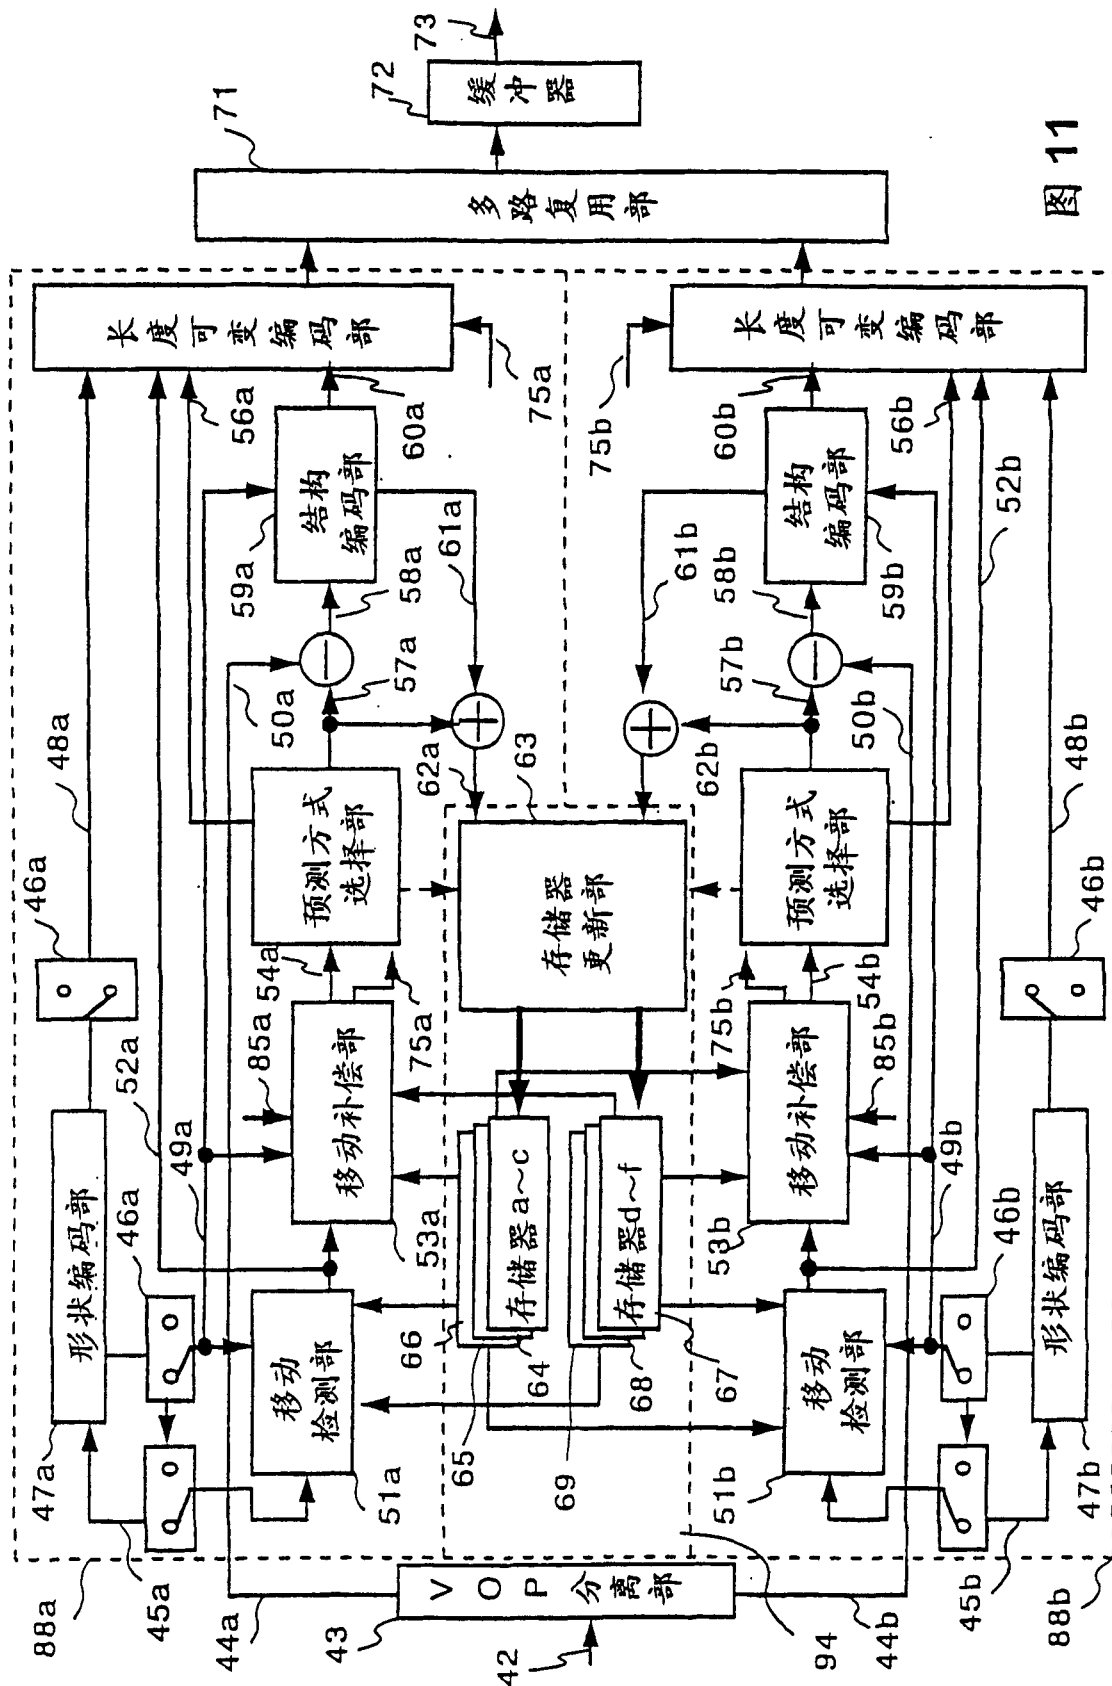 88a
45a
47a
形状编码部
46a
52a
49a
46a
48a
44a
51a
移动
检测部
53a
移动补偿部
85a
75a
54a
预测方式
选择部
50a
57a
58a
59a
结构
编码部
60a
56a
61a
62a
75a
长度可变编码部
43
VOP分离部
42
65
66
64
存储器a～c
69
68
67
存储器d～f
存储器
更新部
63
94
71
多路复用部
72
缓冲器
73
44b
51b
移动
检测部
53b
移动补偿部
85b
75b
54b
预测方式
选择部
50b
57b
58b
59b
结构
编码部
60b
56b
61b
62b
75b
52b
长度可变编码部
88b
45b
47b
形状编码部
46b
49b
46b
48b
图 11